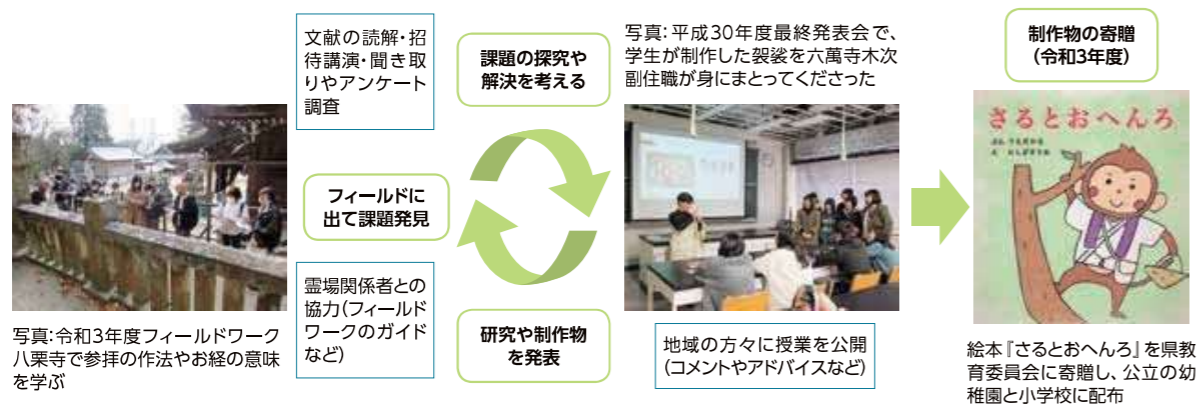 文献の読解・招
待講演・聞き取
りやアンケート
調査
課題の探究や
解決を考える
写真：平成30年度最終発表会で、
学生が制作した袈裟を六萬寺木次
副住職が身にまとってくださった
制作物の寄贈
（令和3年度）
フィールドに
出て課題発見
さるとおへんろ
霊場関係者との
協力（フィールド
ワークのガイド
など）
研究や制作物
を発表
写真：令和3年度フィールドワーク
八栗寺で参拝の作法やお経の意味
を学ぶ
地域の方々に授業を公開
（コメントやアドバイスなど）
絵本『さるとおへんろ』を県教
育委員会に寄贈し、公立の幼
稚園と小学校に配布